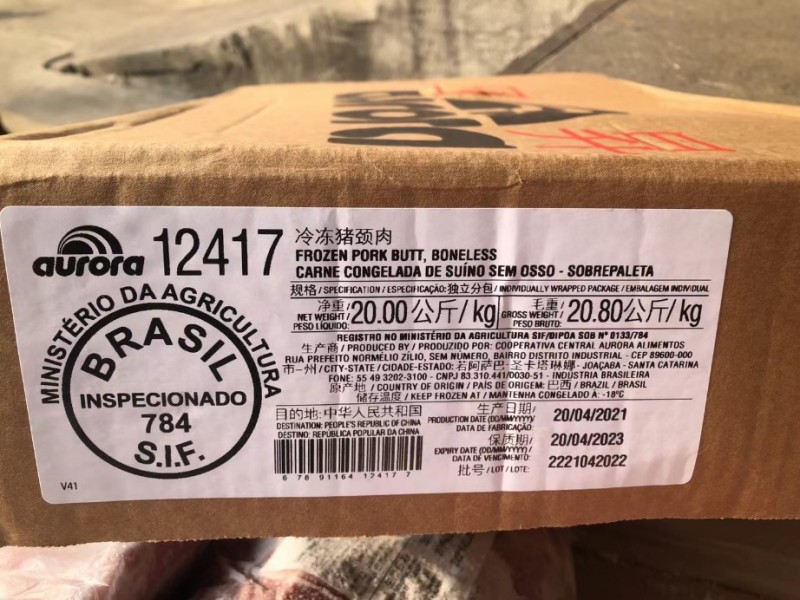 aurora
aurora 12417
冷冻猪颈肉
FROZEN PORK BUTT, BONELESS
CARNE CONGELADA DE SUÍNO SEM OSSO - SOBREPALETA
规格 / SPECIFICATION / ESPECIFICAÇÃO: 独立分包 / INDIVIDUALLY WRAPPED PACKAGE / EMBALAGEM INDIVIDUAL
净重/ NET WEIGHT/ PESO LÍQUIDO: 20.00 公斤/ kg
毛重/ GROSS WEIGHT/ PESO BRUTO: 20.80 公斤/ kg
REGISTRO NO MINISTÉRIO DA AGRICULTURA SIF/DIPOA SOB Nº 0133/784
生产商 / PRODUCED BY / PRODUZIDO POR: COOPERATIVA CENTRAL AURORA ALIMENTOS
RUA PREFEITO NORMÉLIO ZÍLIO, SEM NÚMERO, BAIRRO DISTRITO INDUSTRIAL - CEP 89600-000
市-州 / CITY-STATE / CIDADE-ESTADO: 若阿萨巴-圣卡塔琳娜- JOAÇABA - SANTA CATARINA
FONE: 55 49 3202-3100 - CNPJ 83.310.441/0030-51 - INDUSTRIA BRASILEIRA
原产地 / COUNTRY OF ORIGIN / PAÍS DE ORIGEM: 巴西 / BRAZIL / BRASIL
储存温度 / KEEP FROZEN AT / MANTENHA CONGELADO A: -18°C
MINISTÉRIO DA AGRICULTURA
BRASIL
INSPECIONADO
784
S.I.F.
目的地: 中华人民共和国
DESTINATION: PEOPLE'S REPUBLIC OF CHINA
DESTINO: REPÚBLICA POPULAR DA CHINA
6 78 91164 12417 7
生产日期/
PRODUCTION DATE (DD/MM/YYYY) / 20/04/2021
DATA DE FABRICAÇÃO:
保质期/
EXPIRY DATE (DD/MM/YYYY)/ 20/04/2023
DATA DE VENCIMENTO:
批号 / LOT / LOTE: 2221042022
V41